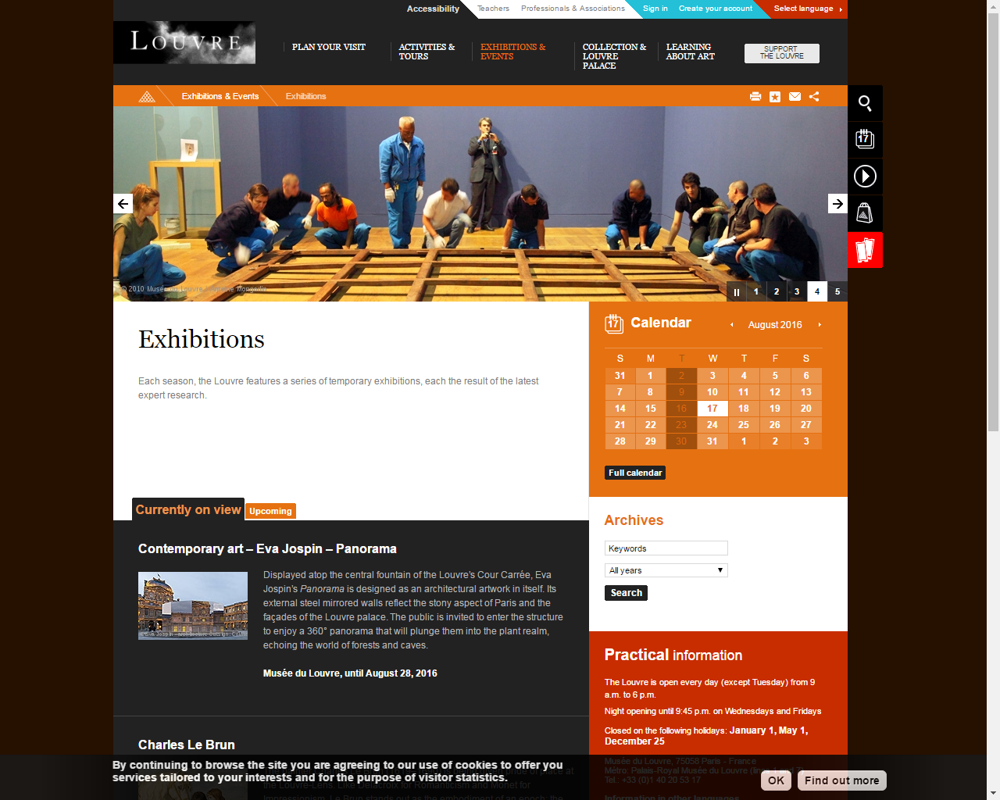 Accessibility
Teachers
Professionals & Associations
Sign in
Create your account
Select language
LOUVRE
PLAN YOUR VISIT
ACTIVITIES &
TOURS
EXHIBITIONS &
EVENTS
COLLECTION &
LOUVRE
PALACE
LEARNING
ABOUT ART
SUPPORT
THE LOUVRE
Exhibitions & Events
Exhibitions
17
© 2010 Musée du Louvre / Antoine Mongodin
1 2 3 4 5
Exhibitions
Each season, the Louvre features a series of temporary exhibitions, each the result of the latest
expert research.
17 Calendar
August 2016
S M T W T F S
31 1 2 3 4 5 6
7 8 9 10 11 12 13
14 15 16 17 18 19 20
21 22 23 24 25 26 27
28 29 30 31 1 2 3
Full calendar
Currently on view
Upcoming
Contemporary art – Eva Jospin – Panorama
Displayed atop the central fountain of the Louvre's Cour Carrée, Eva
Jospin's Panorama is designed as an architectural artwork in itself. Its
external steel mirrored walls reflect the stony aspect of Paris and the
façades of the Louvre palace. The public is invited to enter the structure
to enjoy a 360° panorama that will plunge them into the plant realm,
echoing the world of forests and caves.
Musée du Louvre, until August 28, 2016
Charles Le Brun
Archives
Keywords
All years
Search
Practical information
The Louvre is open every day (except Tuesday) from 9
a.m. to 6 p.m.
Night opening until 9:45 p.m. on Wednesdays and Fridays
Closed on the following holidays: January 1, May 1,
December 25
Musée du Louvre, 75058 Paris - France
Métro: Palais-Royal Musée du Louvre (lines 1 and 7)
Tel.: +33 (0)1 40 20 53 17
Information in other languages
By continuing to browse the site you are agreeing to our use of cookies to offer you
services tailored to your interests and for the purpose of visitor statistics.
OK
Find out more
the Louvre-Lens. Like Delacroix for Romanticism and Monet for
Impressionism, Le Brun stands out as the embodiment of an epoch: the